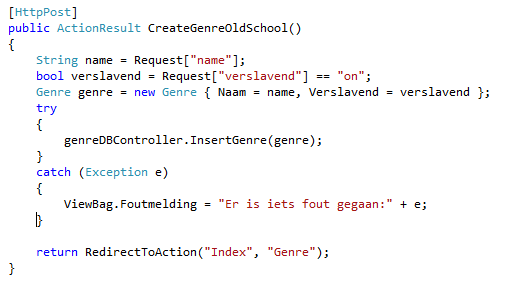 [HttpPost]
public ActionResult CreateGenreOldSchool()
{
    String name = Request["name"];
    bool verslavend = Request["verslavend"] == "on";
    Genre genre = new Genre { Naam = name, Verslavend = verslavend };
    try
    {
        genreDBController.InsertGenre(genre);
    }
    catch (Exception e)
    {
        ViewBag.Foutmelding = "Er is iets fout gegaan:" + e;
    }

    return RedirectToAction("Index", "Genre");
}